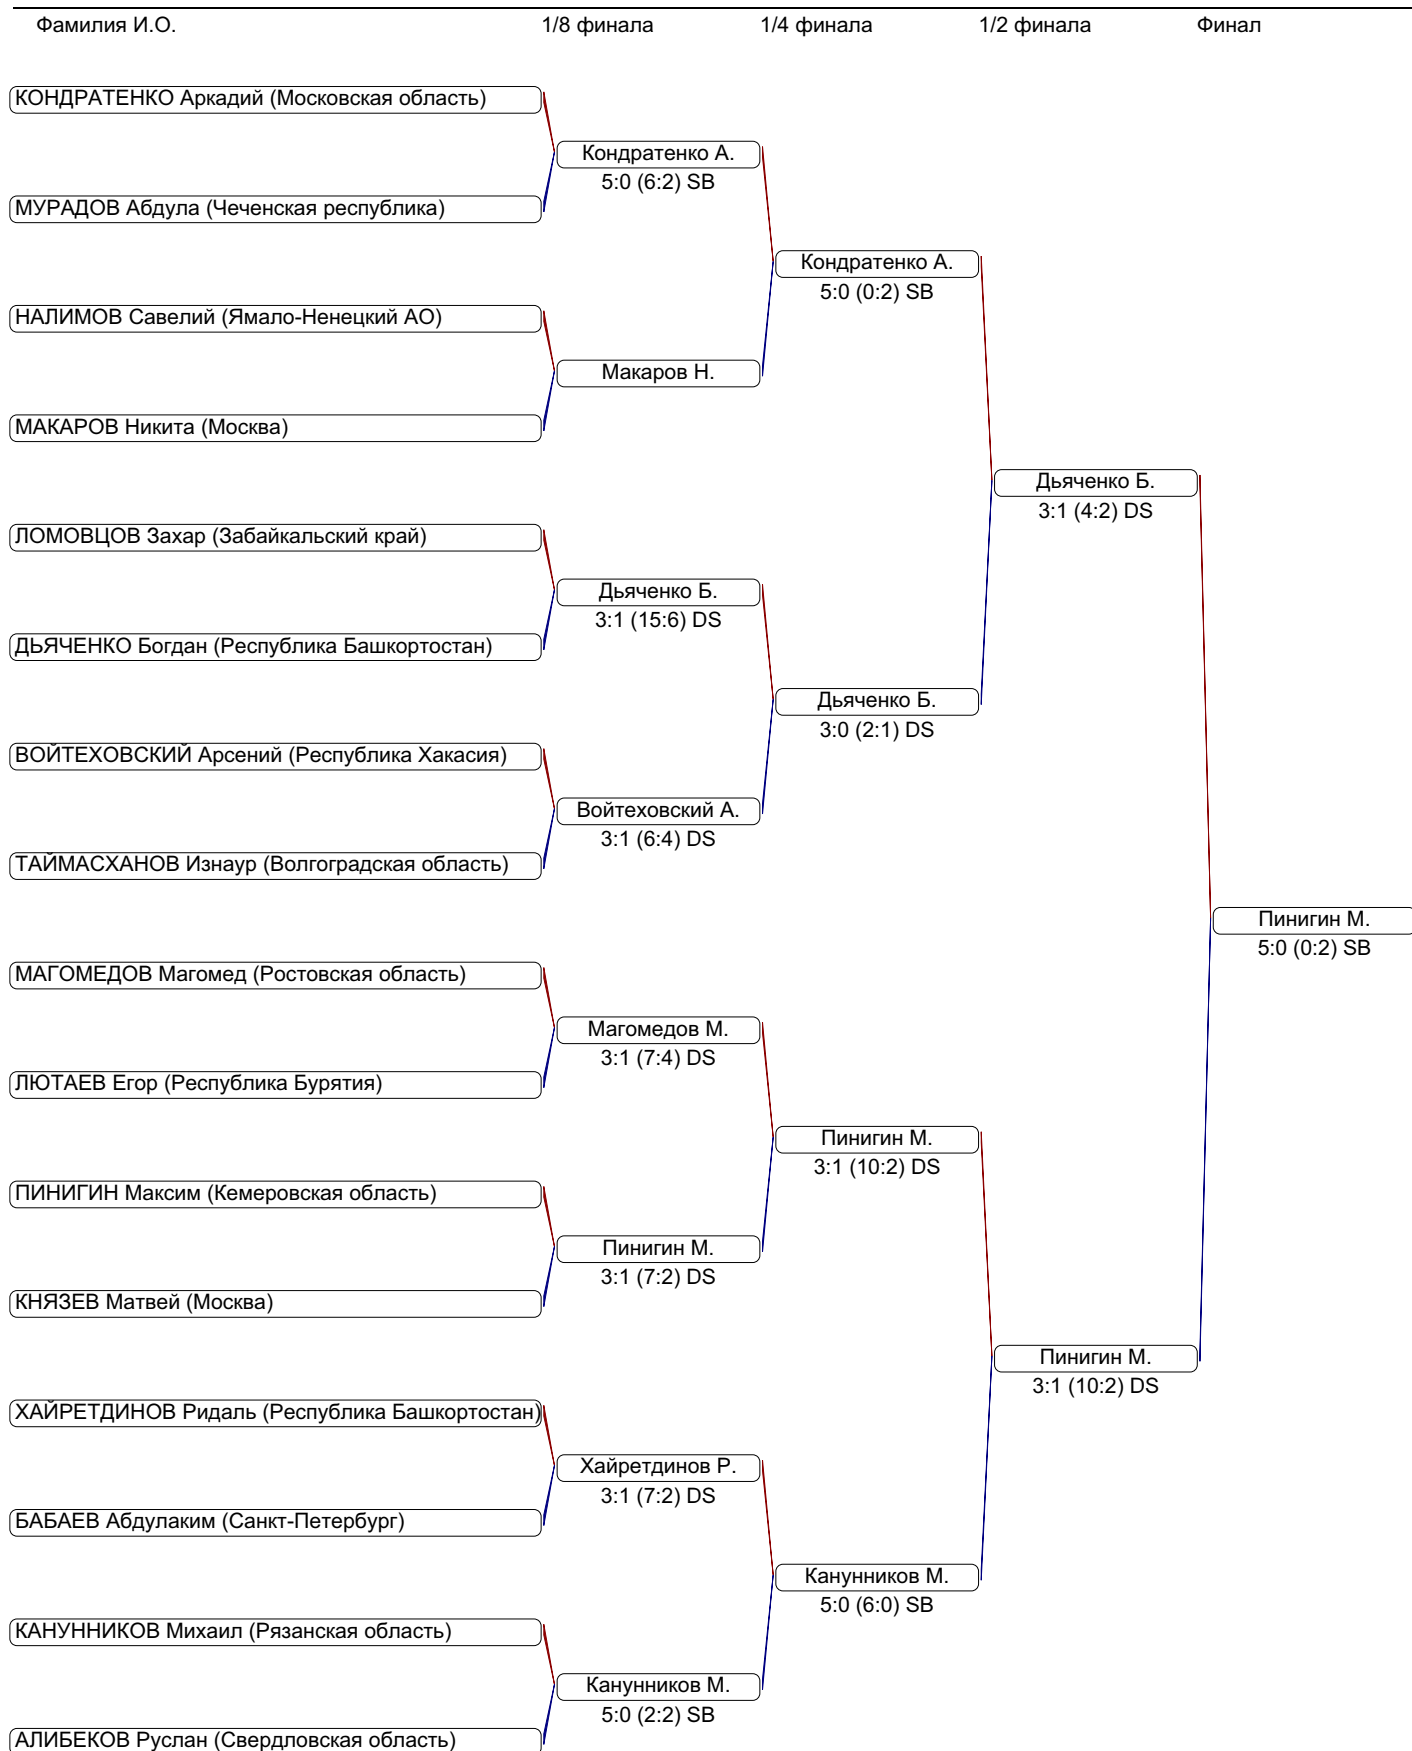 Фамилия И.О. 1/8 финала 1/4 финала 1/2 финала Финал
КОНДРАТЕНКО Аркадий (Московская область)
Кондратенко А.
5:0 (6:2) SB
МУРАДОВ Абдула (Чеченская республика)
Кондратенко А.
5:0 (0:2) SB
НАЛИМОВ Савелий (Ямало-Ненецкий АО)
Макаров Н.
МАКАРОВ Никита (Москва)
Дьяченко Б.
3:1 (4:2) DS
ЛОМОВЦОВ Захар (Забайкальский край)
Дьяченко Б.
3:1 (15:6) DS
ДЬЯЧЕНКО Богдан (Республика Башкортостан)
Дьяченко Б.
3:0 (2:1) DS
ВОЙТЕХОВСКИЙ Арсений (Республика Хакасия)
Войтеховский А.
3:1 (6:4) DS
ТАЙМАСХАНОВ Изнаур (Волгоградская область)
Пинигин М.
5:0 (0:2) SB
МАГОМЕДОВ Магомед (Ростовская область)
Магомедов М.
3:1 (7:4) DS
ЛЮТАЕВ Егор (Республика Бурятия)
Пинигин М.
3:1 (10:2) DS
ПИНИГИН Максим (Кемеровская область)
Пинигин М.
3:1 (7:2) DS
КНЯЗЕВ Матвей (Москва)
Пинигин М.
3:1 (10:2) DS
ХАЙРЕТДИНОВ Ридаль (Республика Башкортостан)
Хайретдинов Р.
3:1 (7:2) DS
БАБАЕВ Абдулаким (Санкт-Петербург)
Канунников М.
5:0 (6:0) SB
КАНУННИКОВ Михаил (Рязанская область)
Канунников М.
5:0 (2:2) SB
АЛИБЕКОВ Руслан (Свердловская область)